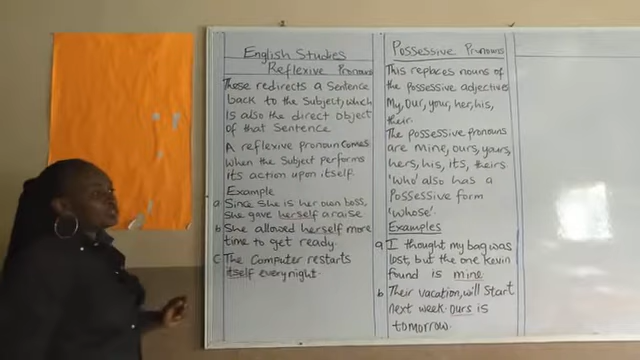 English Studies
Reflexive Pronouns
These redirects a Sentence
back to the Subject, which
is also the direct object
of that Sentence
A reflexive pronoun comes
when the Subject performs
its action upon itself.
Example
a Since she is her own boss,
she gave herself a raise
b She allowed herself more
time to get ready.
c The Computer restarts
itself everynight.
Possessive Pronouns
This replaces nouns of
the possessive adjectives
My, Our, your, her, his,
their.
The possessive pronouns
are mine, ours, yours,
hers, his, its, theirs.
'Who' also has a
Possessive form
'whose'.
Examples
a I thought my bag was
lost, but the one Kevin
found is mine
b Their vacation, will start
next week. Ours is
tomorrow.